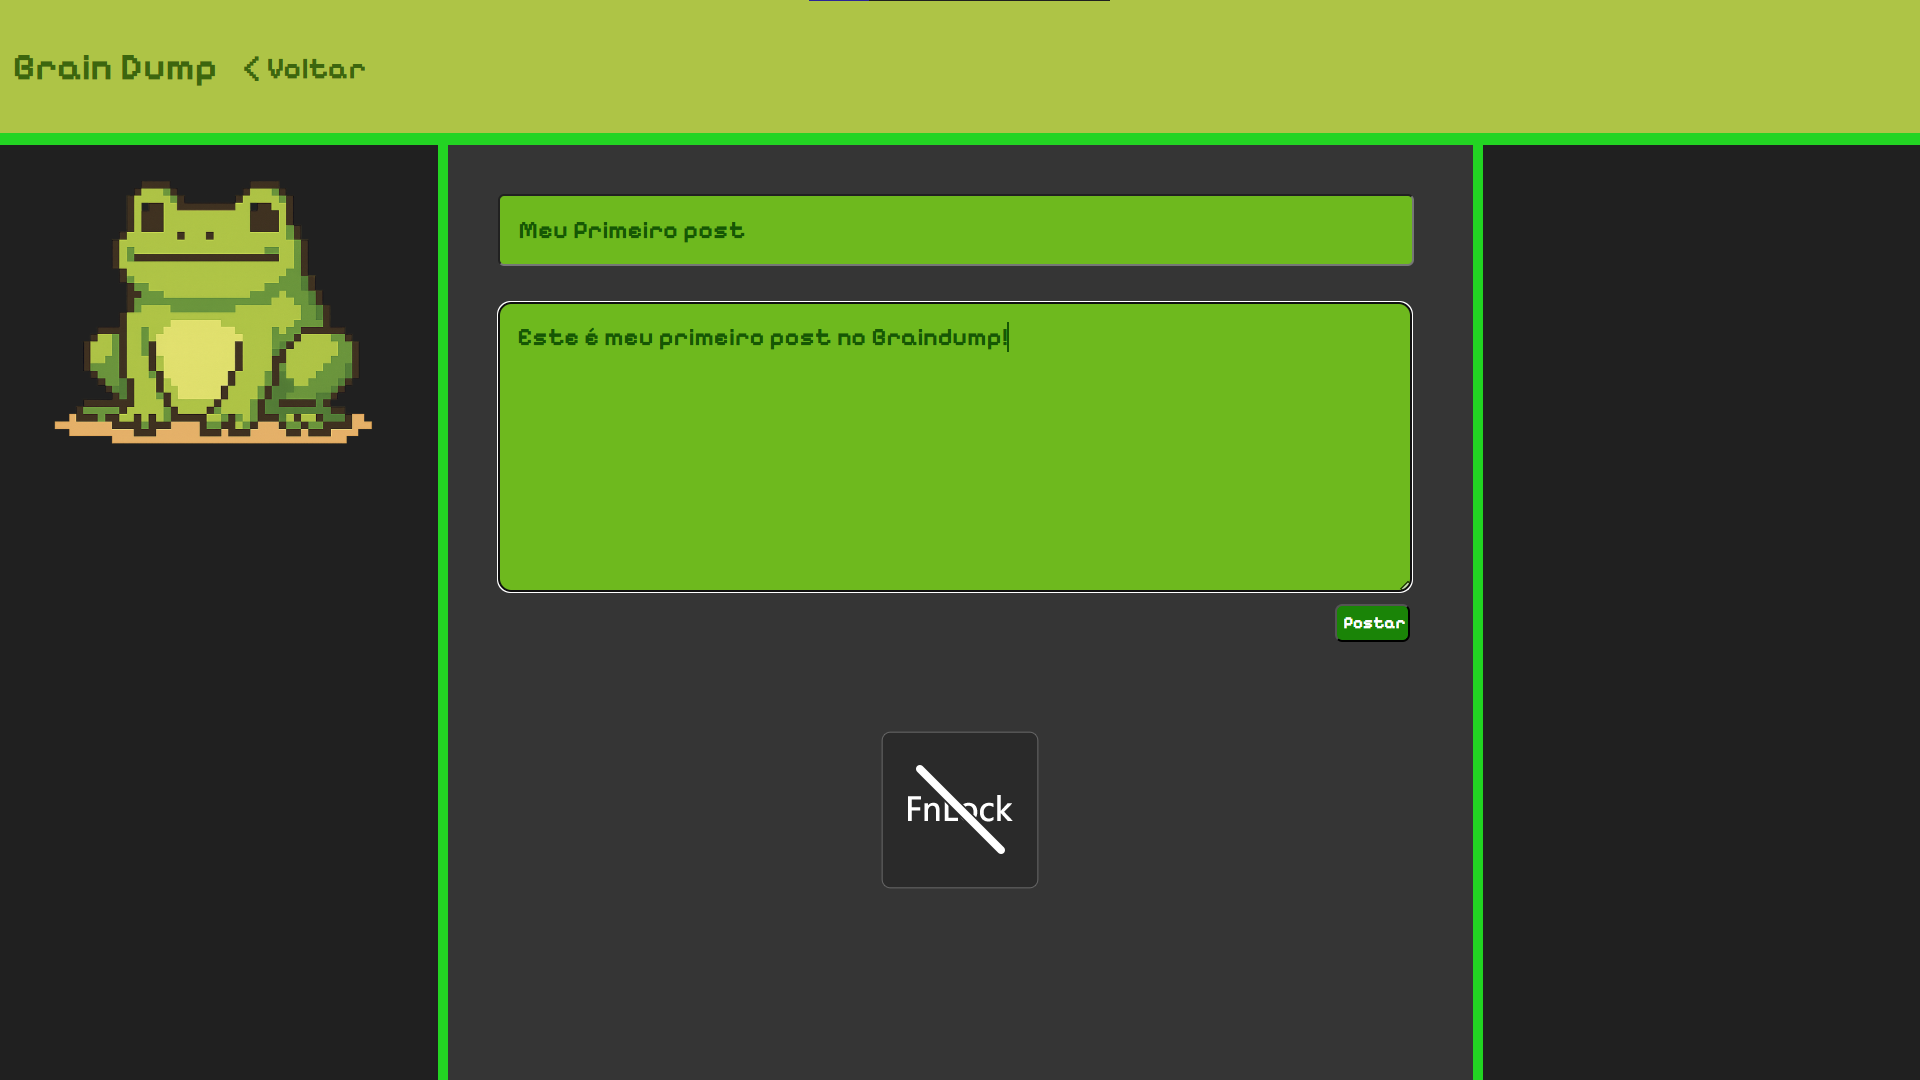 Brain Dump < Voltar
Meu Primeiro post
Este é meu primeiro post no Braindump!
Postar
FnLock